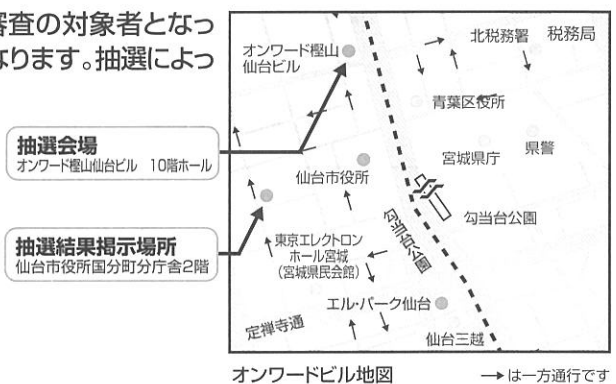 審査の対象者となっ
なります。抽選によっ
抽選会場
オンワード樫山仙台ビル 10階ホール
抽選結果掲示場所
仙台市役所国分町分庁舎2階
オンワード樫山
仙台ビル
北税務署
税務局
青葉区役所
宮城県庁
県警
仙台市役所
勾当台公園
勾当台公園
東京エレクトロン
ホール宮城
(宮城県民会館)
エル・パーク仙台
定禅寺通
仙台三越
オンワードビル地図
→は一方通行です